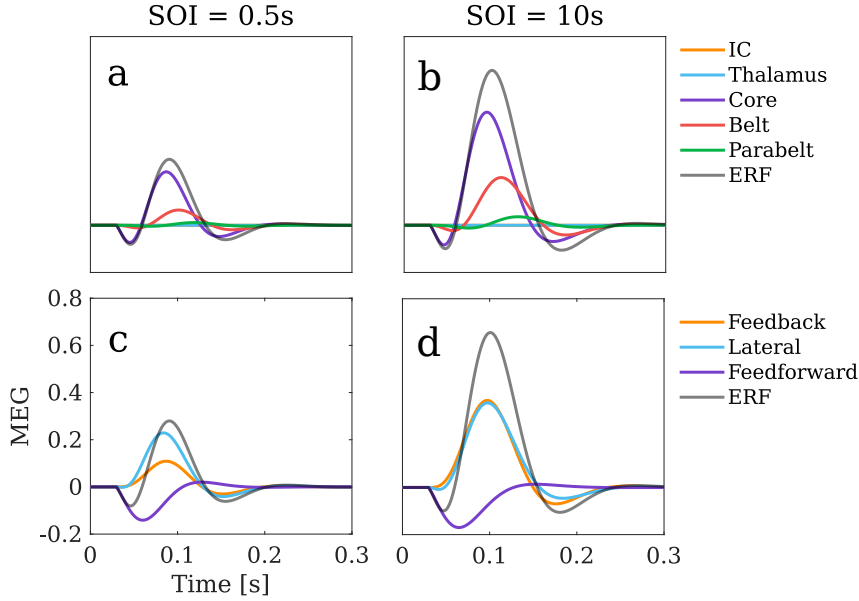 SOI = 0.5s
SOI = 10s
a
b
IC
Thalamus
Core
Belt
Parabelt
ERF
0.8
0.6
0.4
0.2
0
-0.2
MEG
c
d
Feedback
Lateral
Feedforward
ERF
0
0.1
0.2
0.3
0
0.1
0.2
0.3
Time [s]